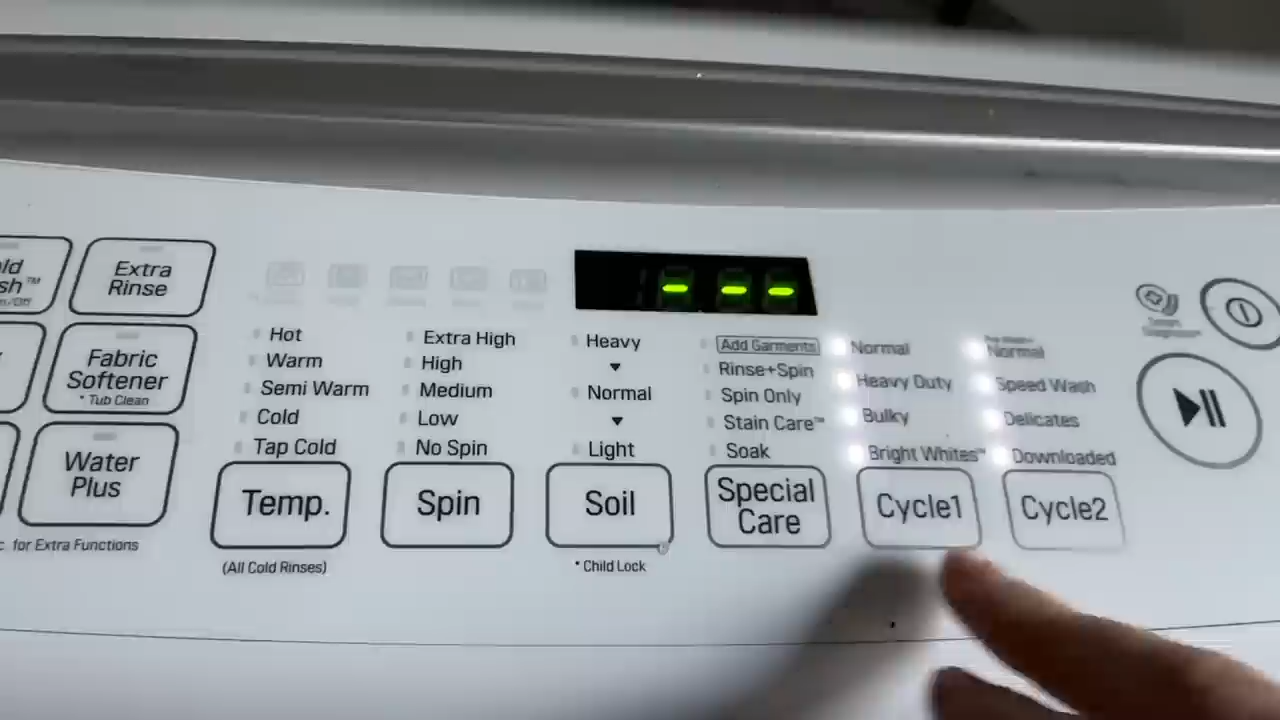 Extra
Rinse
Fabric
Softener
* Tub Clean
Water
Plus
for Extra Functions
Hot
Warm
Semi Warm
Cold
Tap Cold
Temp.
(All Cold Rinses)
Extra High
High
Medium
Low
No Spin
Spin
Heavy
Normal
Light
Soil
* Child Lock
---
Add Garments
Rinse+Spin
Spin Only
Stain Care™
Soak
Special
Care
Normal
Heavy Duty
Bulky
Bright Whites™
Cycle1
Normal
Speed Wash
Delicates
Downloaded
Cycle2